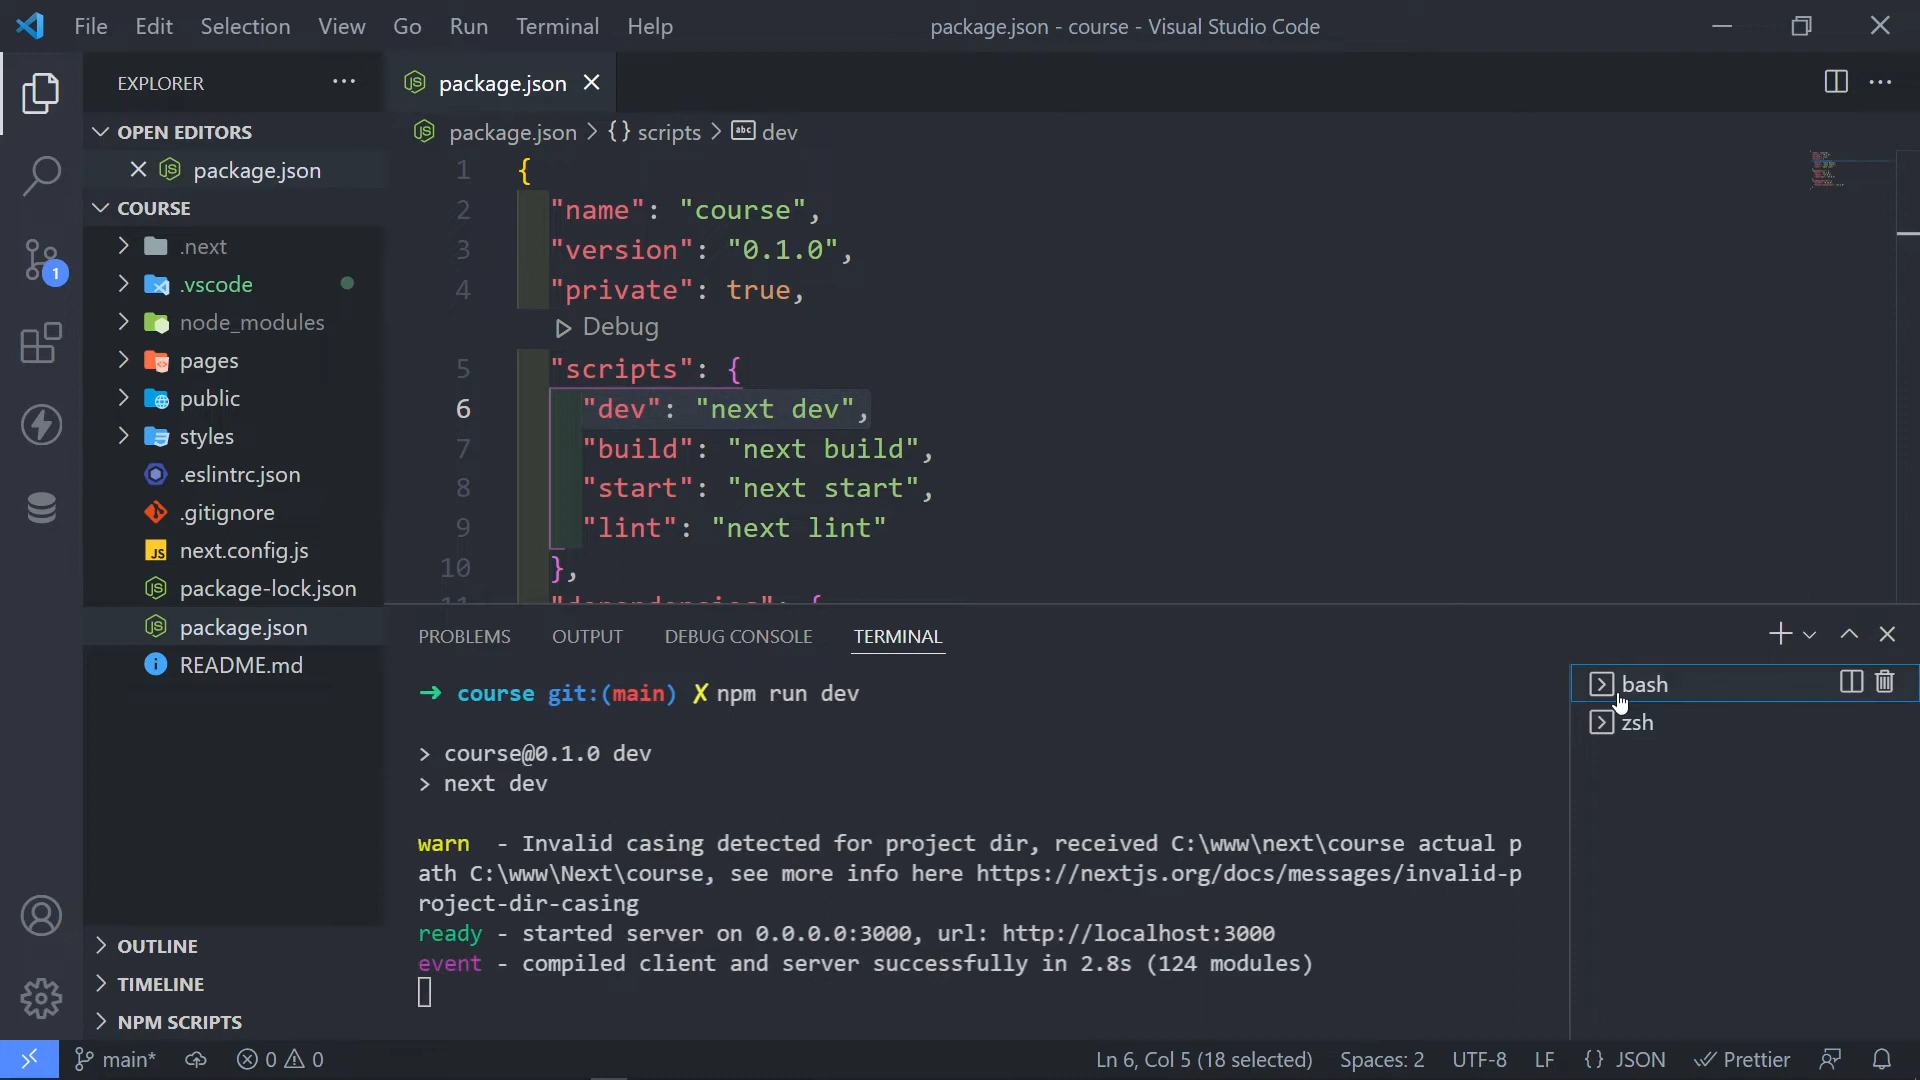 File Edit Selection View Go Run Terminal Help
package.json - course - Visual Studio Code
EXPLORER
OPEN EDITORS
package.json
COURSE
.next
.vscode
node_modules
pages
public
styles
.eslintrc.json
.gitignore
next.config.js
package-lock.json
package.json
README.md
OUTLINE
TIMELINE
NPM SCRIPTS
1
package.json
package.json > {} scripts > abc dev
1 {
2 "name": "course",
3 "version": "0.1.0",
4 "private": true,
Debug
5 "scripts": {
6 "dev": "next dev",
7 "build": "next build",
8 "start": "next start",
9 "lint": "next lint"
10 },
11 "dependencies": {
PROBLEMS OUTPUT DEBUG CONSOLE TERMINAL
→ course git:(main) ✗ npm run dev
> course@0.1.0 dev
> next dev
warn - Invalid casing detected for project dir, received C:\www\next\course actual p
ath C:\www\Next\course, see more info here https://nextjs.org/docs/messages/invalid-p
roject-dir-casing
ready - started server on 0.0.0.0:3000, url: http://localhost:3000
event - compiled client and server successfully in 2.8s (124 modules)
bash
zsh
main* 0 0 Ln 6, Col 5 (18 selected) Spaces: 2 UTF-8 LF {} JSON Prettier